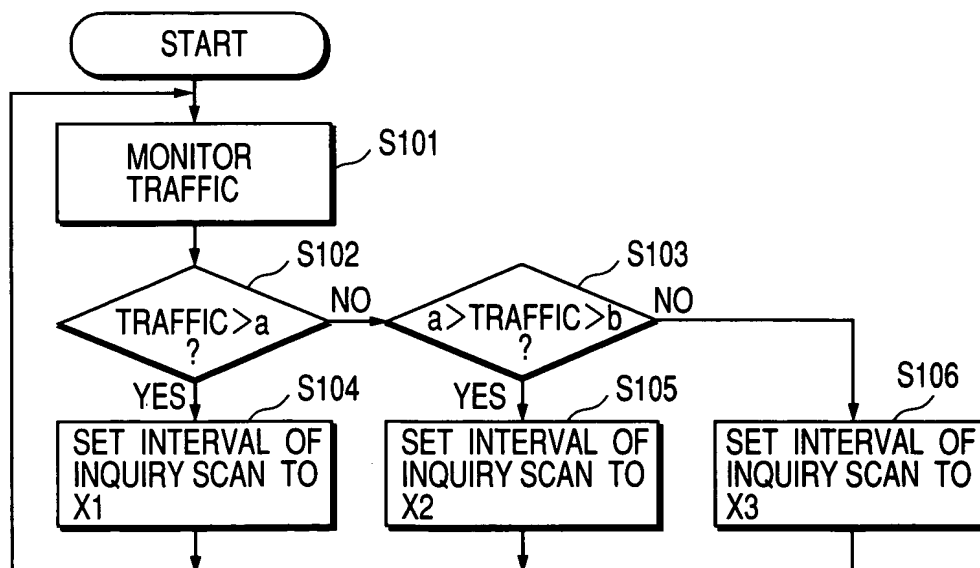 START
S101
MONITOR
TRAFFIC
S102
S103
TRAFFIC>a
?
NO
a>TRAFFIC>b
?
NO
YES
S104
YES
S105
S106
SET INTERVAL OF
INQUIRY SCAN TO
X1
SET INTERVAL OF
INQUIRY SCAN TO
X2
SET INTERVAL OF
INQUIRY SCAN TO
X3